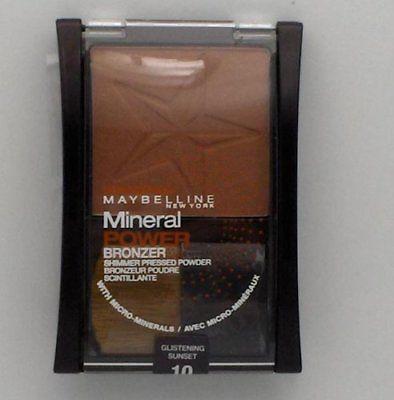 MAYBELLINE
NEW YORK
Mineral
POWER
BRONZER
SHIMMER PRESSED POWDER
BRONZEUR POUDRE
SCINTILLANTE
WITH MICRO-MINERALS / AVEC MICRO-MINÉRAUX
GLISTENING
SUNSET
10